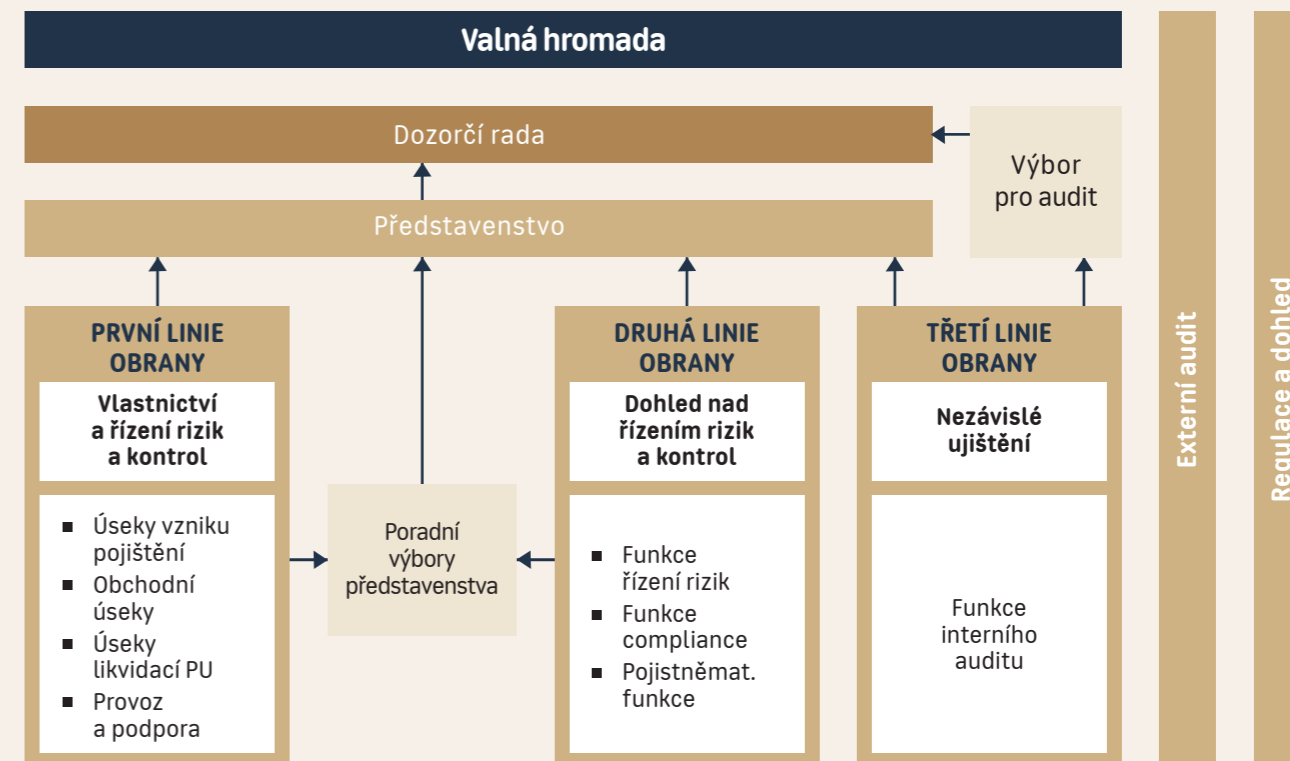 Valná hromada
Dozorčí rada
Výbor
pro audit
Představenstvo
PRVNÍ LINIE
OBRANY
Vlastnictví
a řízení rizik
a kontrol
Úseky vzniku
pojištění
Obchodní
úseky
Úseky
likvidací PU
Provoz
a podpora
Poradní
výbory
představenstva
DRUHÁ LINIE
OBRANY
Dohled nad
řízením rizik
a kontrol
Funkce
řízení rizik
Funkce
compliance
Pojistněmat.
funkce
TŘETÍ LINIE
OBRANY
Nezávislé
ujištění
Funkce
interního
auditu
Externí audit
Regulace a dohled